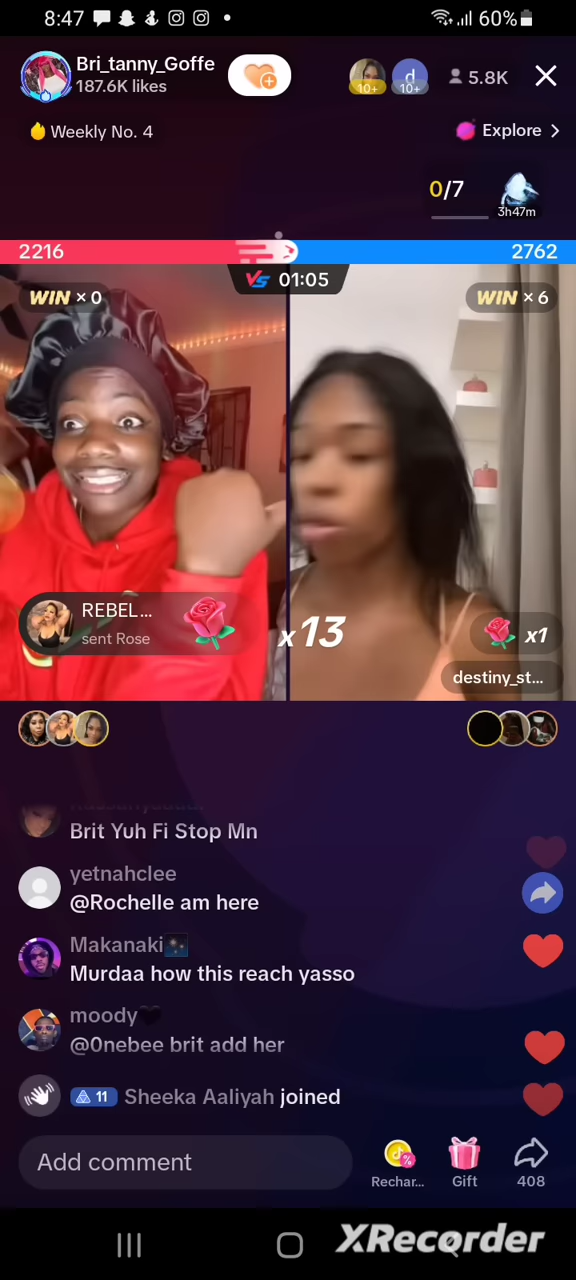 8:47
60%
Bri_tanny_Goffe
187.6K likes
10+
d
10+
5.8K
Weekly No. 4
Explore
0/7
3h47m
2216
2762
VS 01:05
WIN × 0
WIN × 6
REBEL...
sent Rose
x13
x1
destiny_st...
Brit Yuh Fi Stop Mn
yetnahclee
@Rochelle am here
Makanaki
Murdaa how this reach yasso
moody
@0nebee brit add her
11 Sheeka Aaliyah joined
Add comment
Rechar...
Gift
408
XRecorder